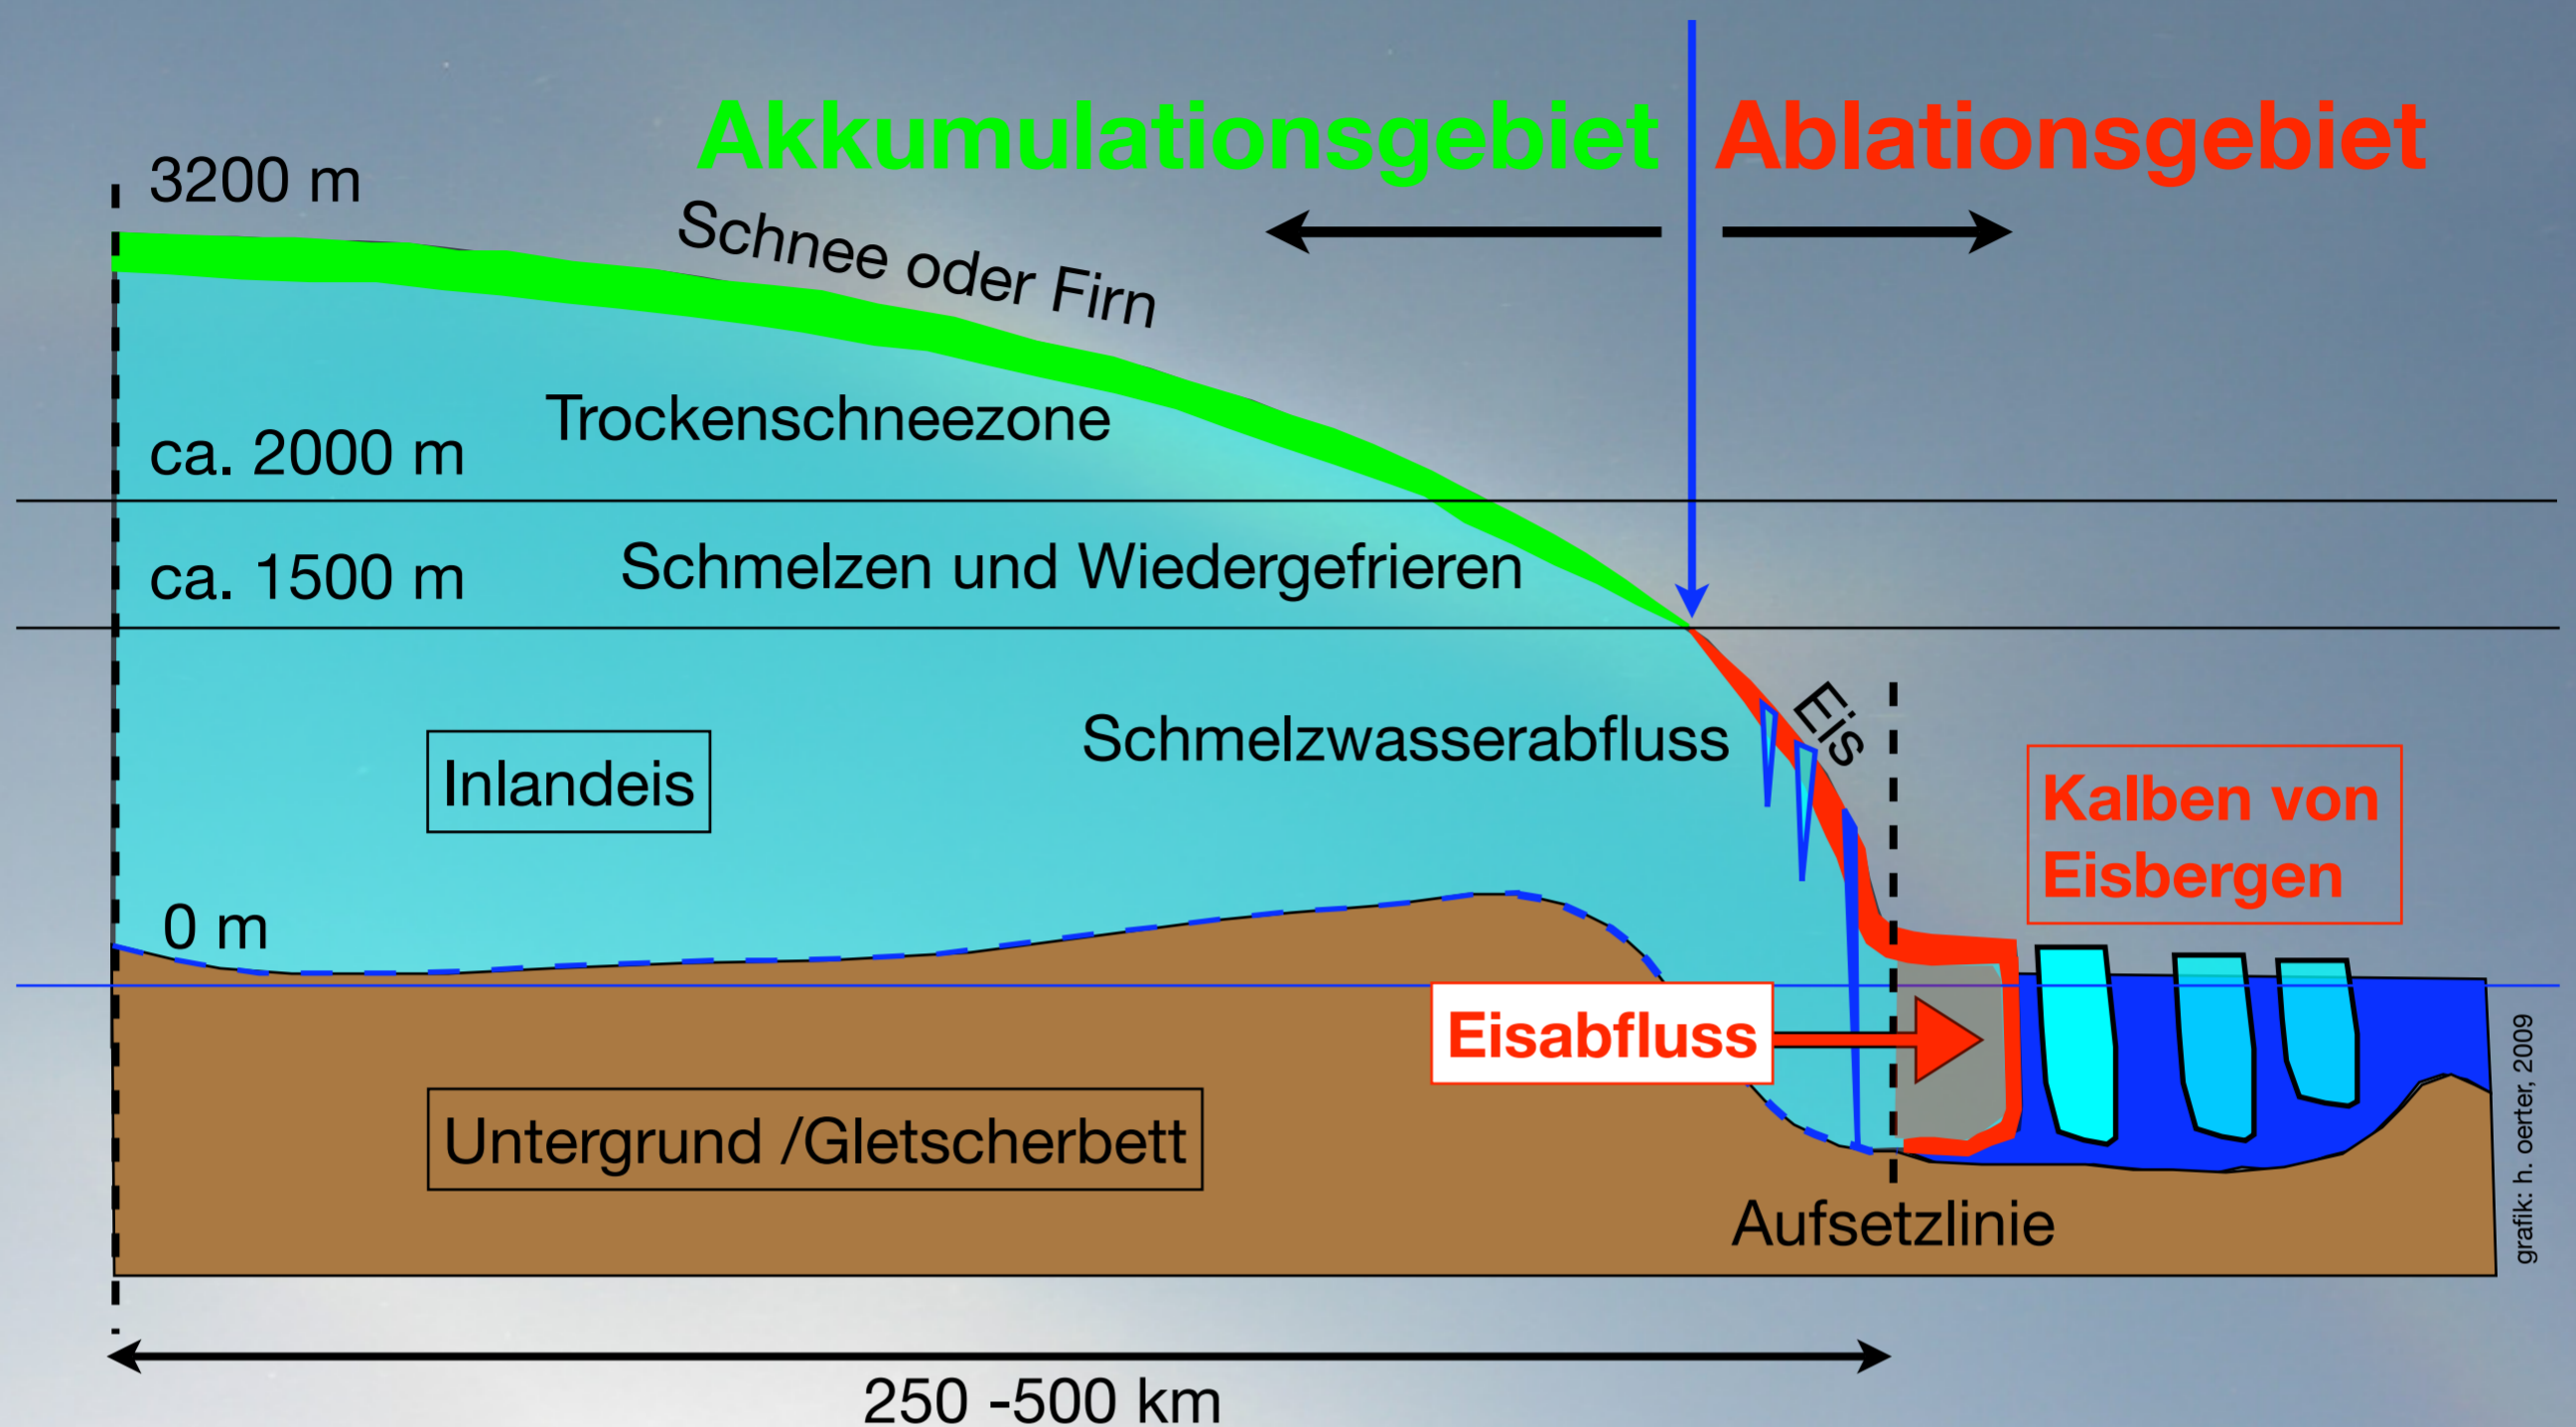 Akkumulationsgebiet
Ablationsgebiet
3200 m
Schnee oder Firn
Trockenschneezone
ca. 2000 m
Schmelzen und Wiedergefrieren
ca. 1500 m
Schmelzwasserabfluss
Eis
Inlandeis
Kalben von
Eisbergen
0 m
Eisabfluss
Untergrund /Gletscherbett
Aufsetzlinie
grafik: h. oerter, 2009
250 -500 km